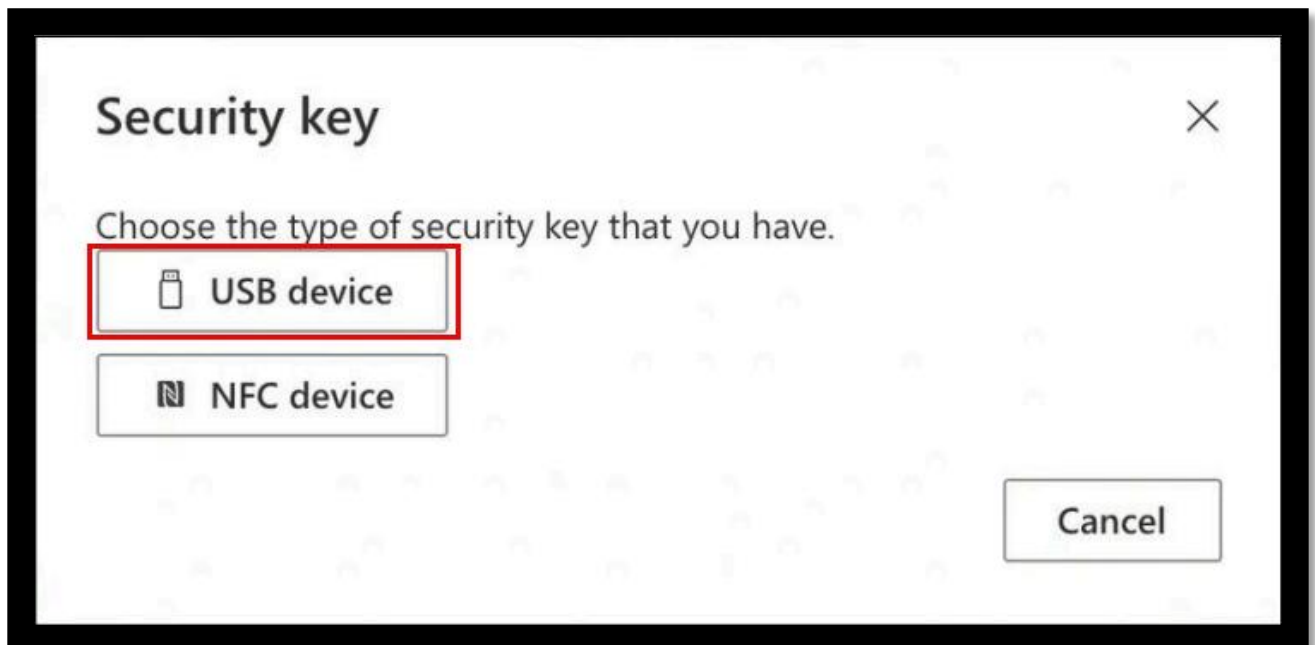 Security key
Choose the type of security key that you have.
USB device
NFC device
Cancel